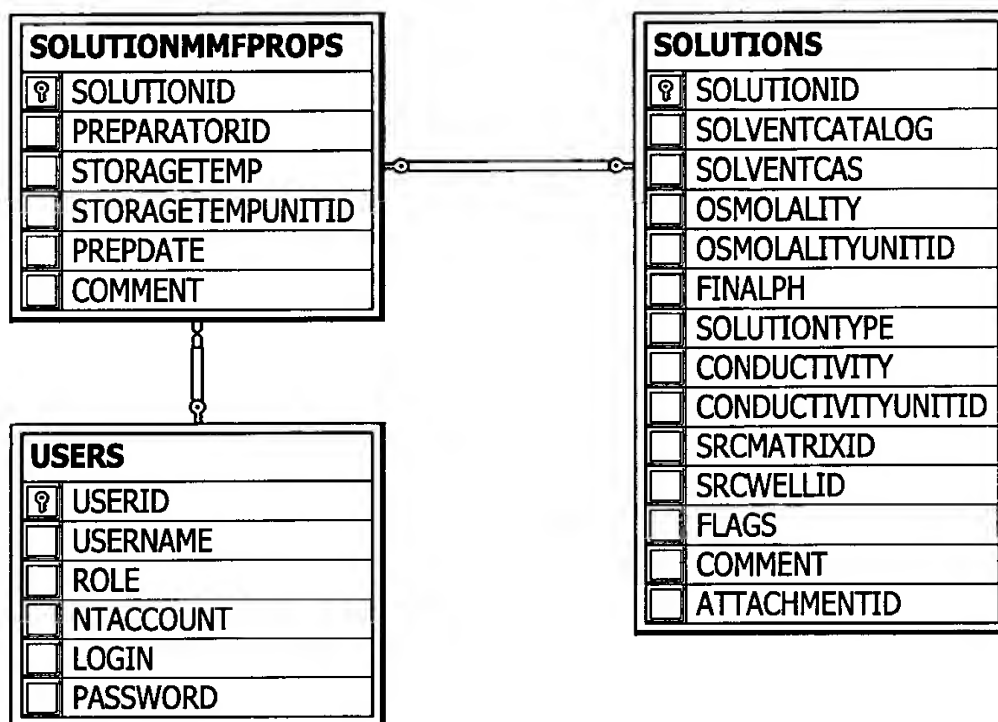 SOLUTIONMMFPROPS
SOLUTIONID
PREPARATORID
STORAGETEMP
STORAGETEMPUNITID
PREPDATE
COMMENT
USERS
USERID
USERNAME
ROLE
NTACCOUNT
LOGIN
PASSWORD
SOLUTIONS
SOLUTIONID
SOLVENTCATALOG
SOLVENTCAS
OSMOLALITY
OSMOLALITYUNITID
FINALPH
SOLUTIONTYPE
CONDUCTIVITY
CONDUCTIVITYUNITID
SRCMATRIXID
SRCWELLID
FLAGS
COMMENT
ATTACHMENTID